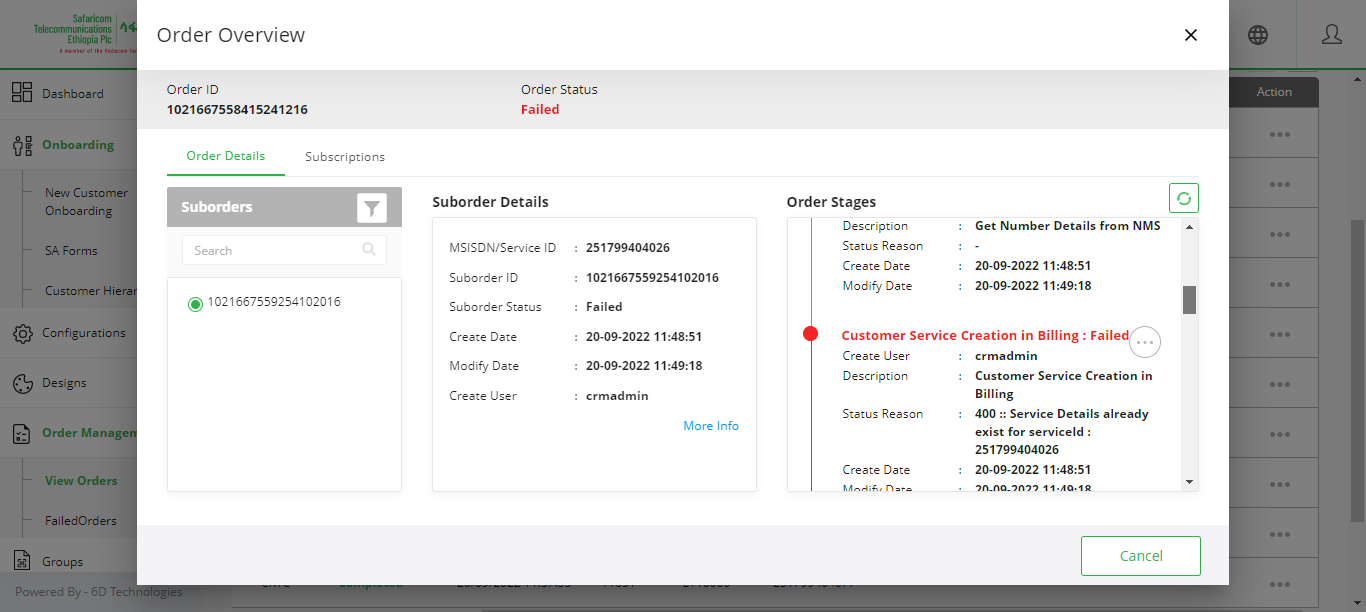 Safaricom
Telecommunications
Ethiopia Plc
Order Overview
Order ID
1021667558415241216
Order Status
Failed
Action
Dashboard
Onboarding
New Customer
Onboarding
SA Forms
Customer Hierar
Configurations
Designs
Order Managem
View Orders
FailedOrders
Groups
Powered By - 6D Technologies
Order Details
Subscriptions
Suborders
Search
1021667559254102016
Suborder Details
MSISDN/Service ID : 251799404026
Suborder ID : 1021667559254102016
Suborder Status : Failed
Create Date : 20-09-2022 11:48:51
Modify Date : 20-09-2022 11:49:18
Create User : crmadmin
More Info
Order Stages
Description : Get Number Details from NMS
Status Reason : -
Create Date : 20-09-2022 11:48:51
Modify Date : 20-09-2022 11:49:18
Customer Service Creation in Billing : Failed
Create User : crmadmin
Description : Customer Service Creation in
Billing
Status Reason : 400 :: Service Details already
exist for serviceId :
251799404026
Create Date : 20-09-2022 11:48:51
Modify Date : 20-09-2022 11:49:18
Cancel